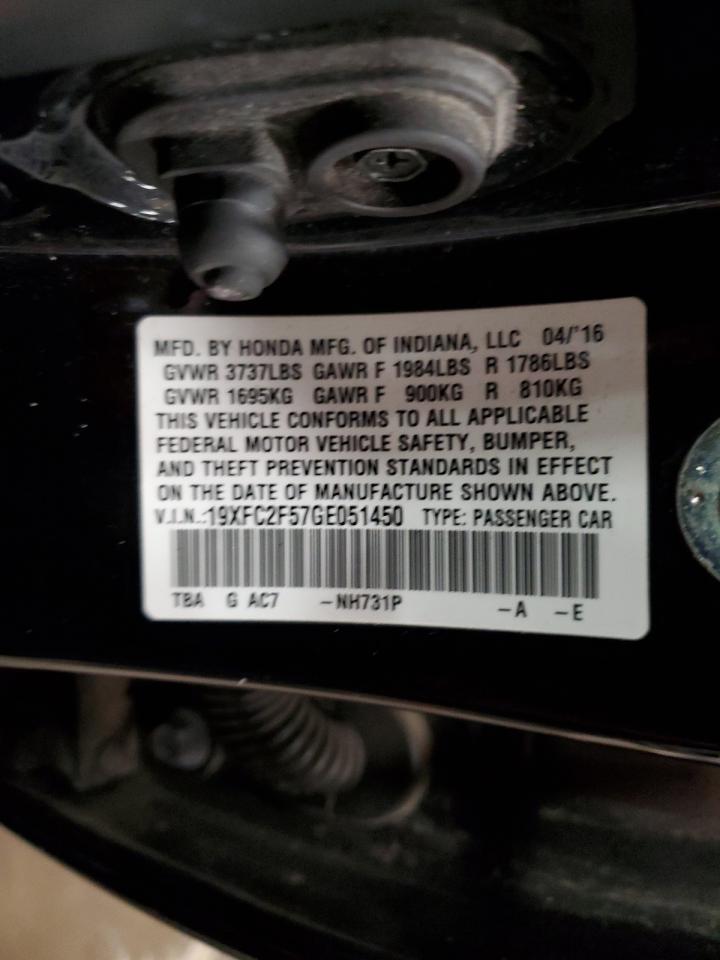 MFD. BY HONDA MFG. OF INDIANA, LLC 04/'16
GVWR 3737LBS GAWR F 1984LBS R 1786LBS
GVWR 1695KG GAWR F 900KG R 810KG
THIS VEHICLE CONFORMS TO ALL APPLICABLE
FEDERAL MOTOR VEHICLE SAFETY, BUMPER,
AND THEFT PREVENTION STANDARDS IN EFFECT
ON THE DATE OF MANUFACTURE SHOWN ABOVE.
V.I.N.:19XFC2F57GE051450 TYPE: PASSENGER CAR
TBA G AC7 -NH731P -A -E